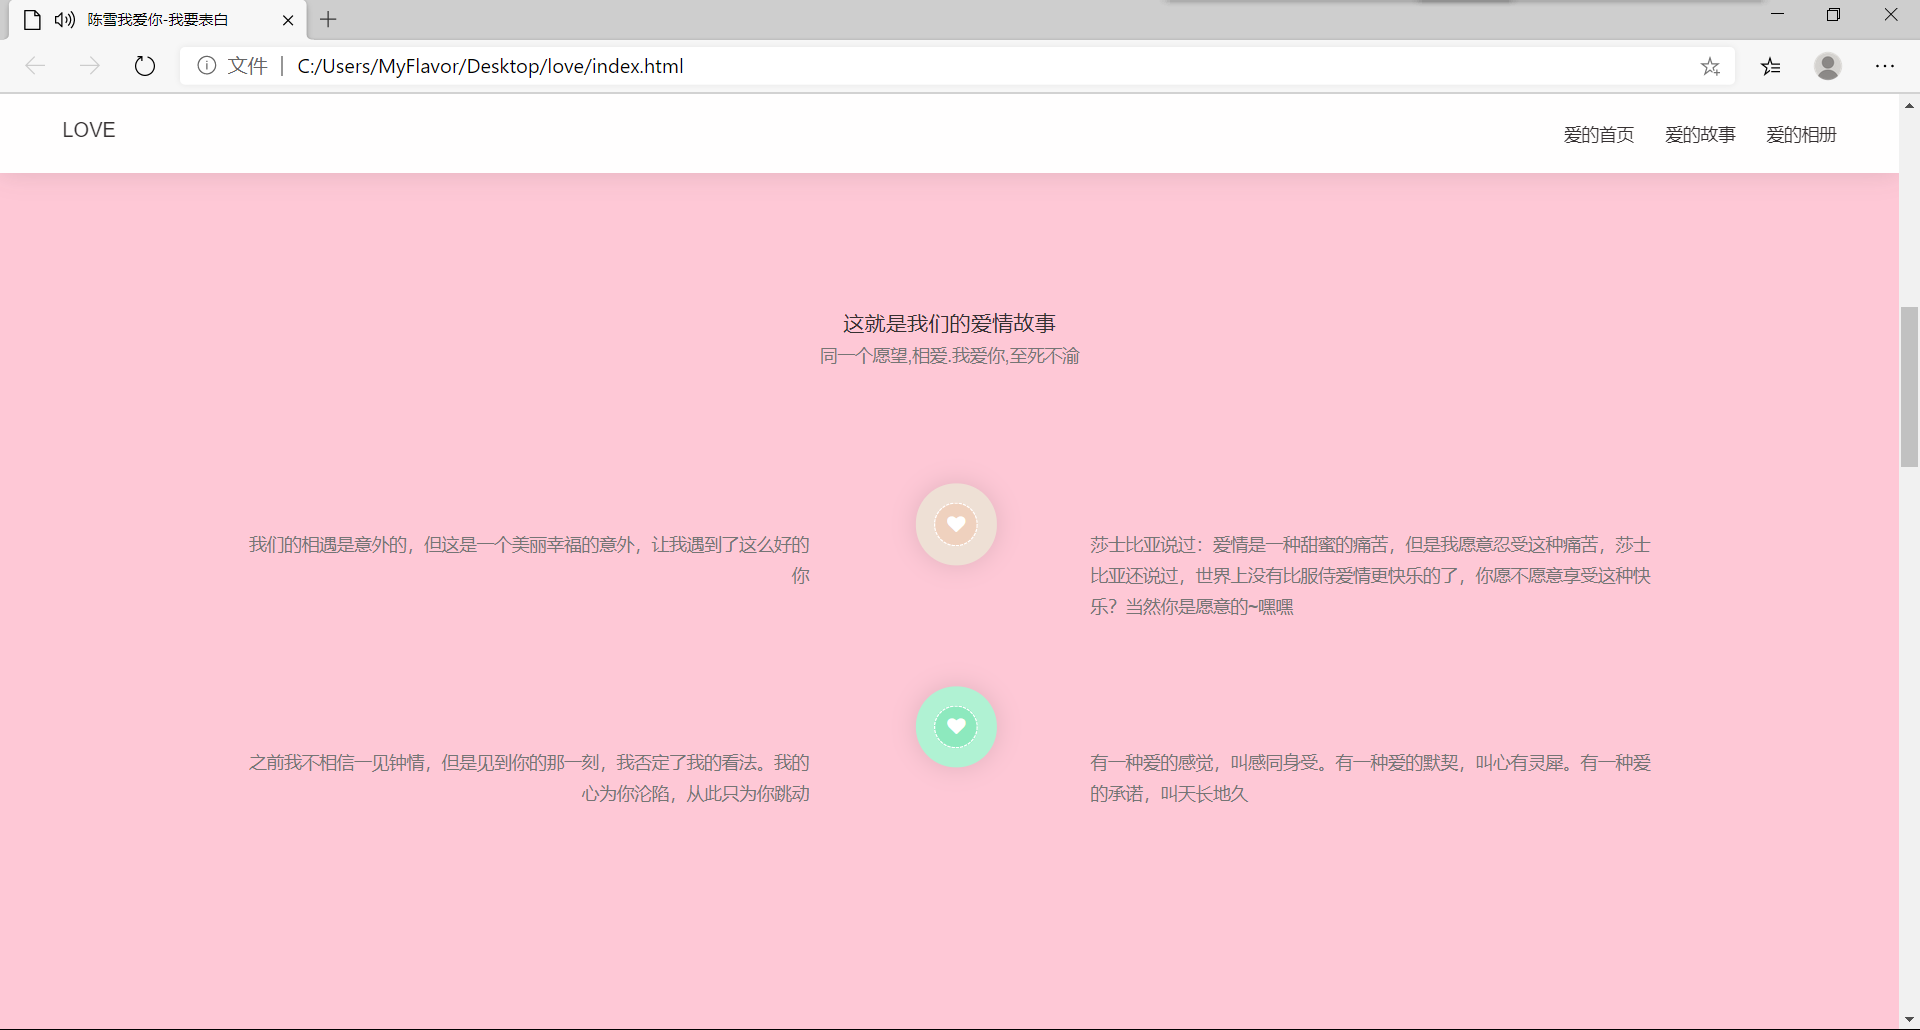 陈雪我爱你-我要表白
文件 | C:/Users/MyFlavor/Desktop/love/index.html
LOVE
爱的首页 爱的故事 爱的相册
这就是我们的爱情故事
同一个愿望,相爱.我爱你,至死不渝
我们的相遇是意外的，但这是一个美丽幸福的意外，让我遇到了这么好的
你
莎士比亚说过：爱情是一种甜蜜的痛苦，但是我愿意忍受这种痛苦，莎士
比亚还说过，世界上没有比服侍爱情更快乐的了，你愿不愿意享受这种快
乐？当然你是愿意的~嘿嘿
之前我不相信一见钟情，但是见到你的那一刻，我否定了我的看法。我的
心为你沦陷，从此只为你跳动
有一种爱的感觉，叫感同身受。有一种爱的默契，叫心有灵犀。有一种爱
的承诺，叫天长地久